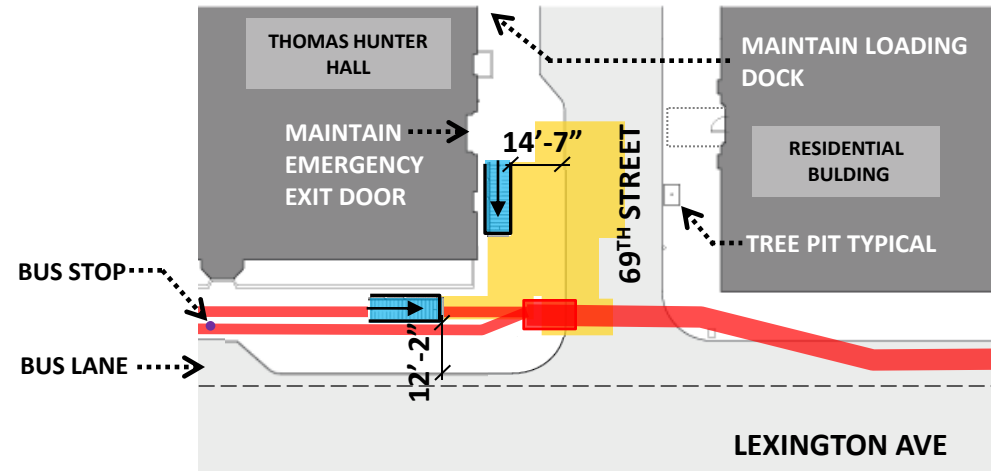 THOMAS HUNTER
HALL
MAINTAIN LOADING
DOCK
MAINTAIN
EMERGENCY
EXIT DOOR
14’-7”
69TH STREET
RESIDENTIAL
BULDING
TREE PIT TYPICAL
BUS STOP
BUS LANE
12’-2”
LEXINGTON AVE